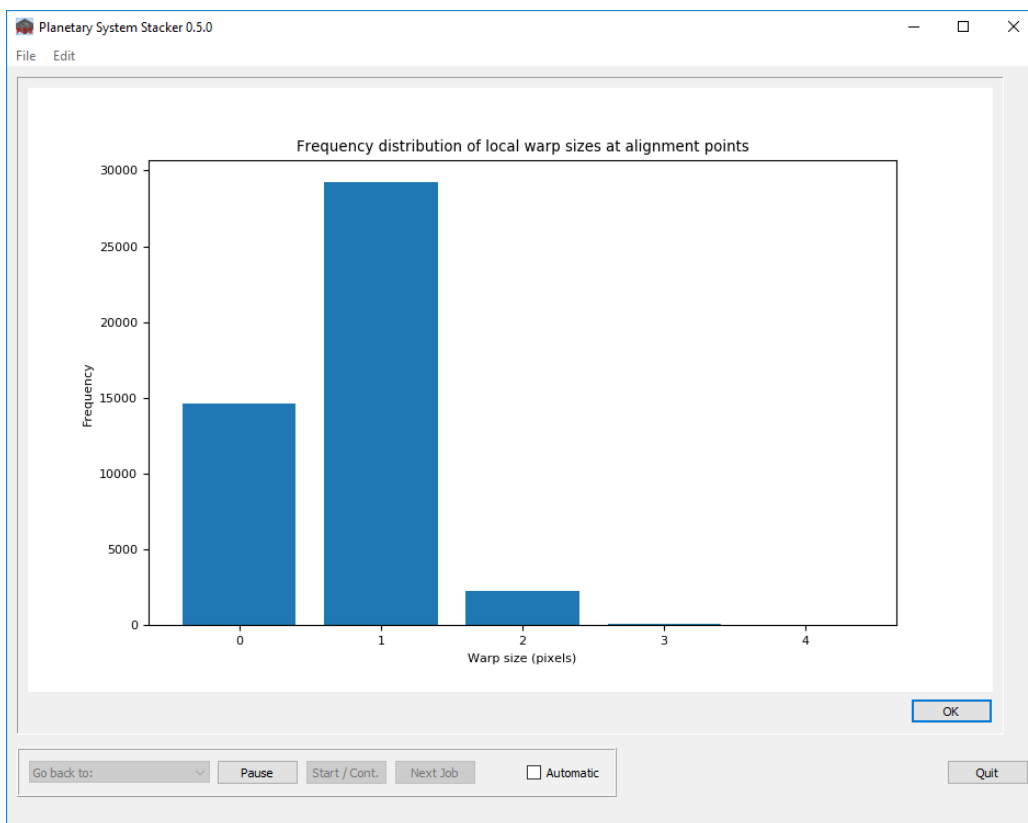 Planetary System Stacker 0.5.0
File Edit
Frequency distribution of local warp sizes at alignment points
30000
25000
20000
15000
10000
5000
0
Frequency
0 1 2 3 4
Warp size (pixels)
OK
Go back to: Pause Start / Cont. Next Job Automatic Quit